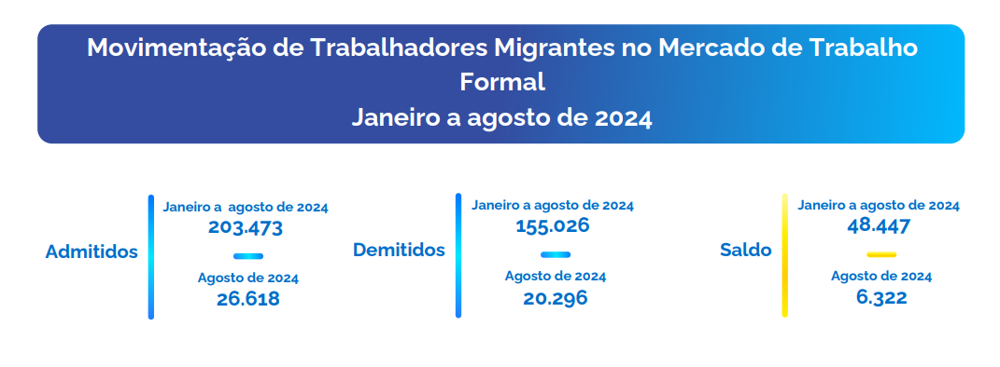 Movimentação de Trabalhadores Migrantes no Mercado de Trabalho
Formal
Janeiro a agosto de 2024
Admitidos
Janeiro a agosto de 2024
203.473
Agosto de 2024
26.618
Demitidos
Janeiro a agosto de 2024
155.026
Agosto de 2024
20.296
Saldo
Janeiro a agosto de 2024
48.447
Agosto de 2024
6.322